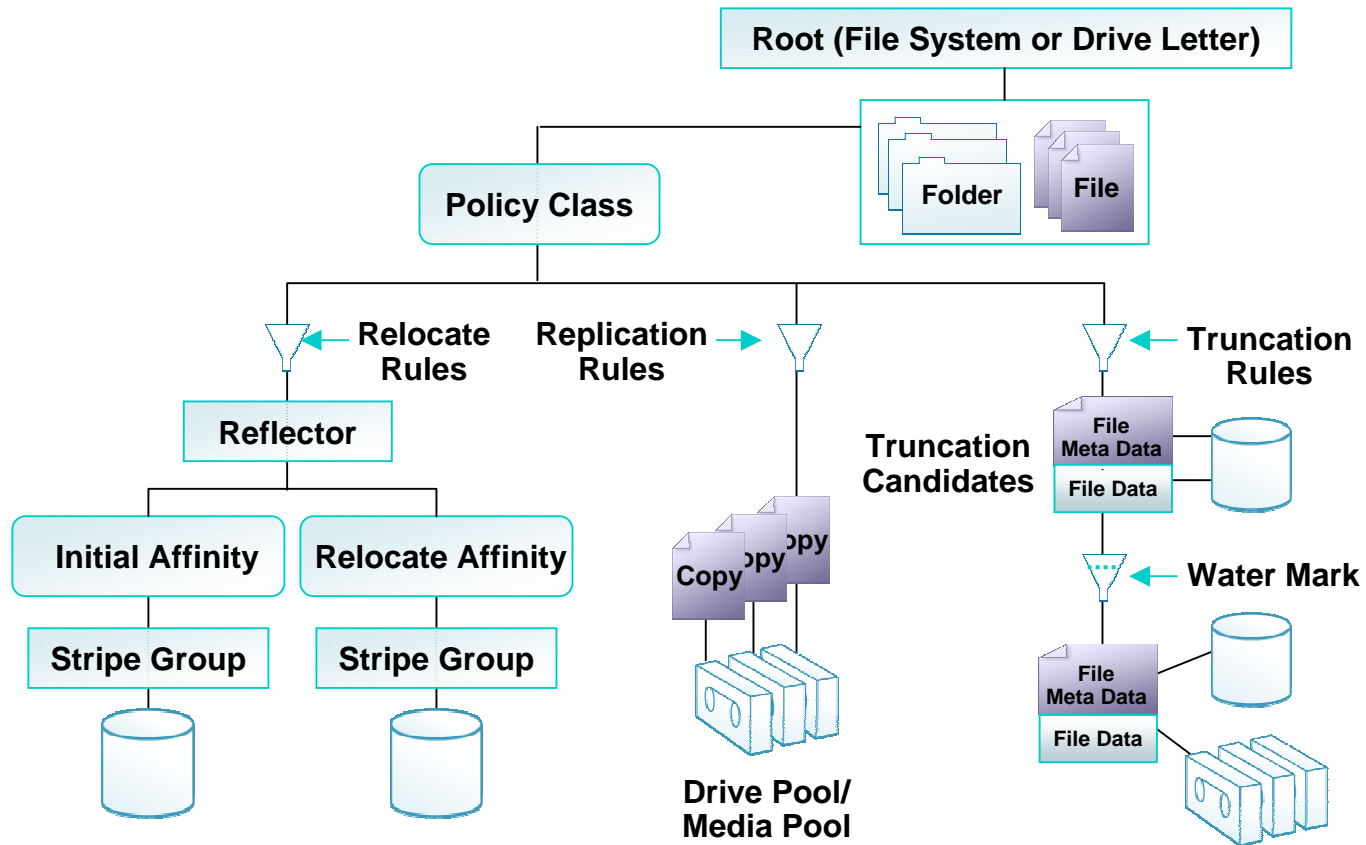 Root (File System or Drive Letter)
Folder
File
Policy Class
Relocate
Rules
Replication
Rules
Truncation
Rules
Reflector
Truncation
Candidates
File
Meta Data
File Data
Initial Affinity
Relocate Affinity
Copy
opy
opy
Water Mark
Stripe Group
Stripe Group
File
Meta Data
File Data
Drive Pool/
Media Pool